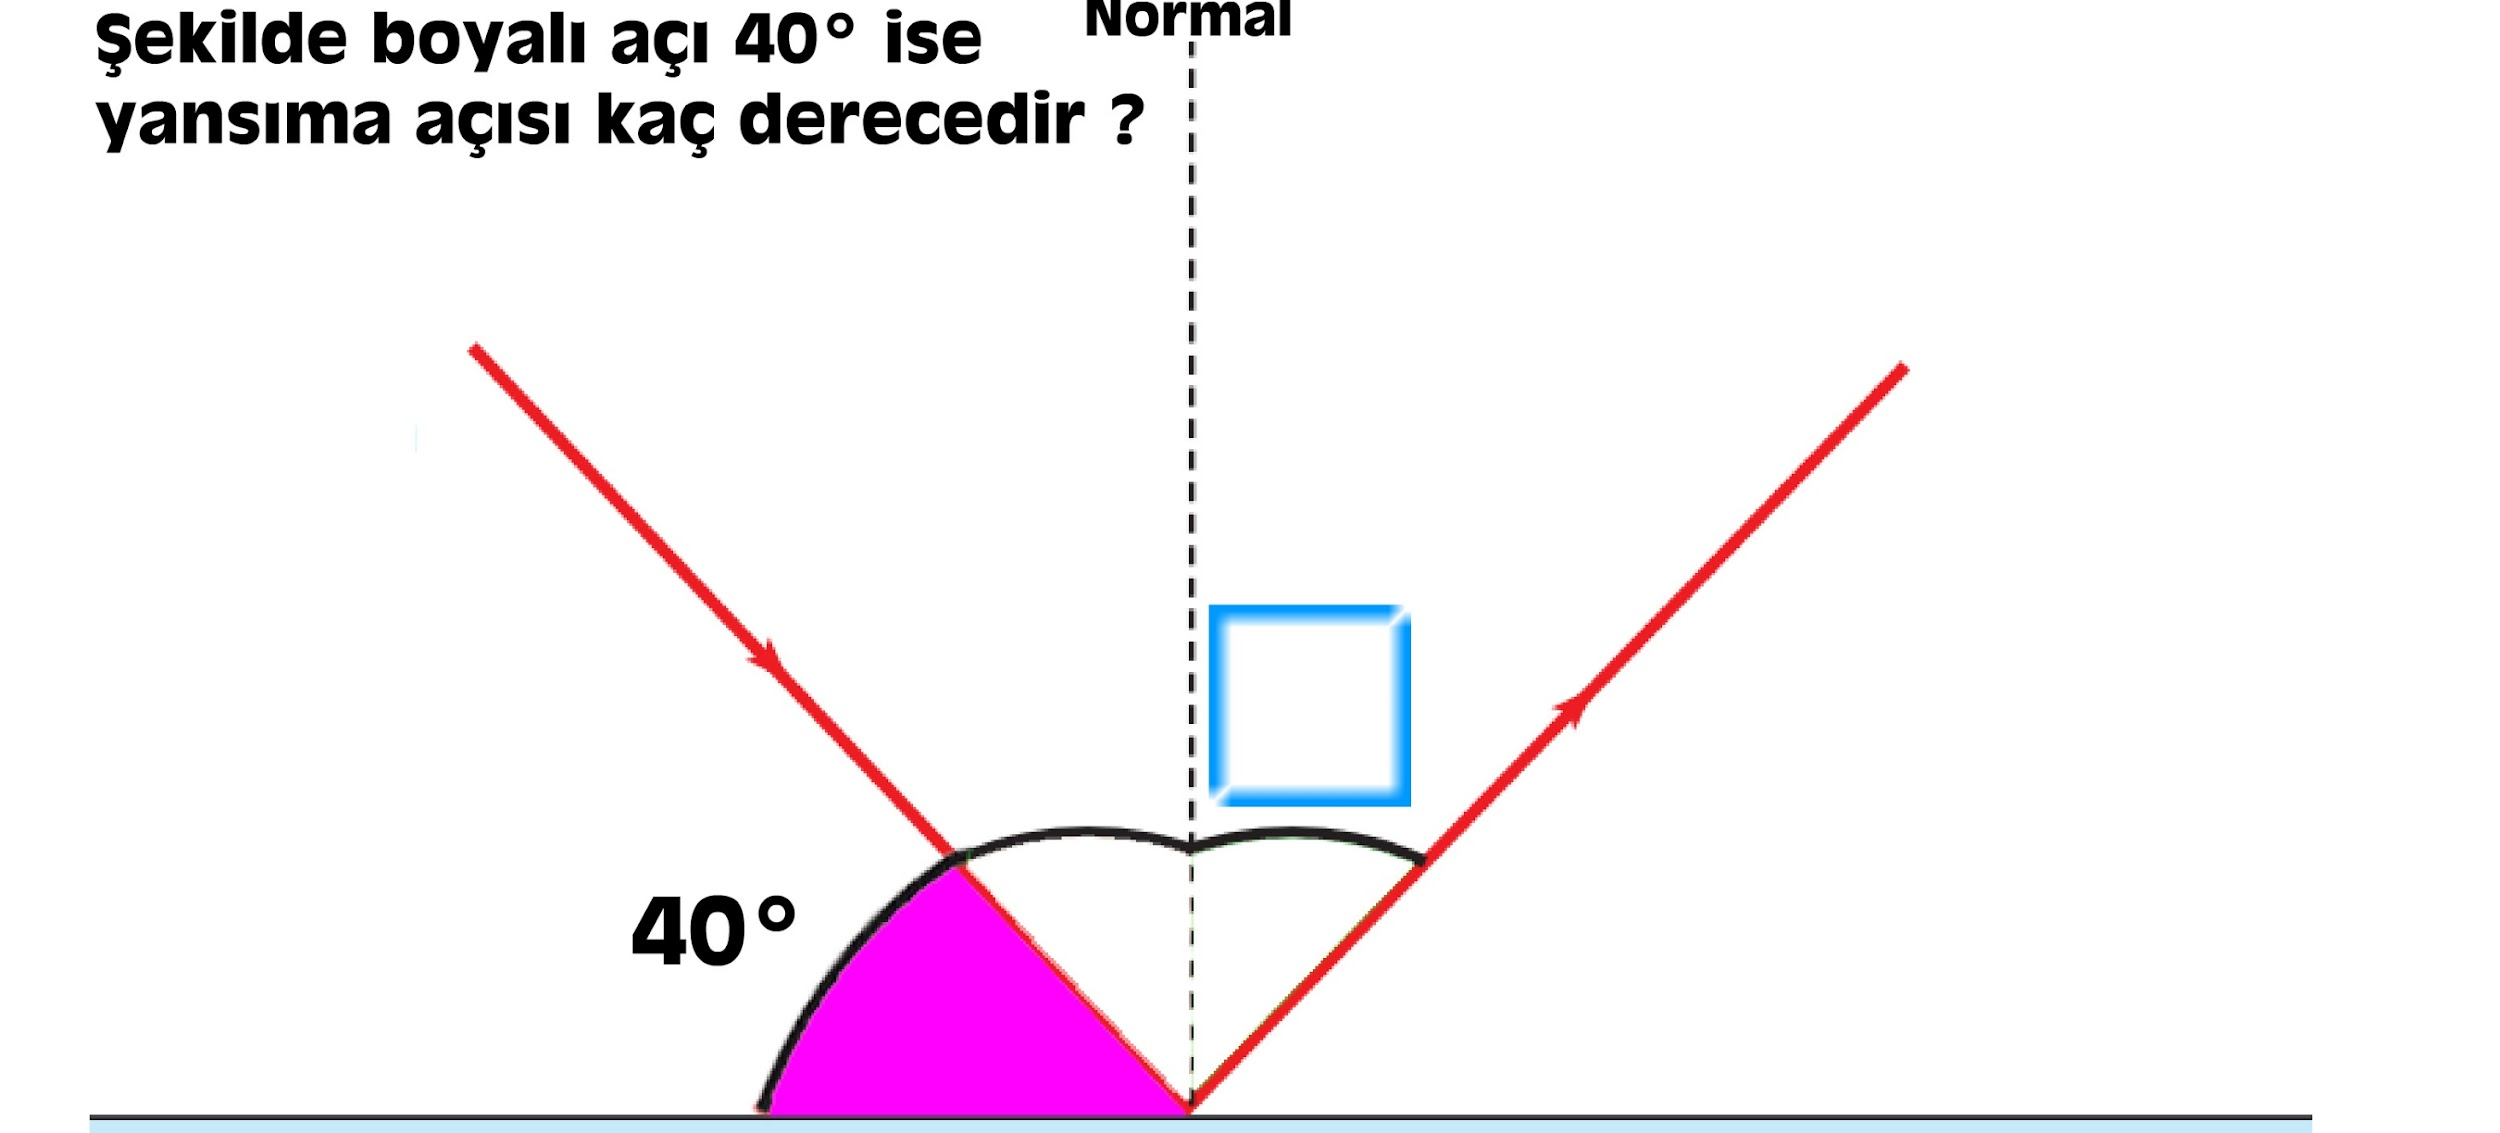 Şekilde boyalı açı 40° ise
yansıma açısı kaç derecedir ?
Normal
40°